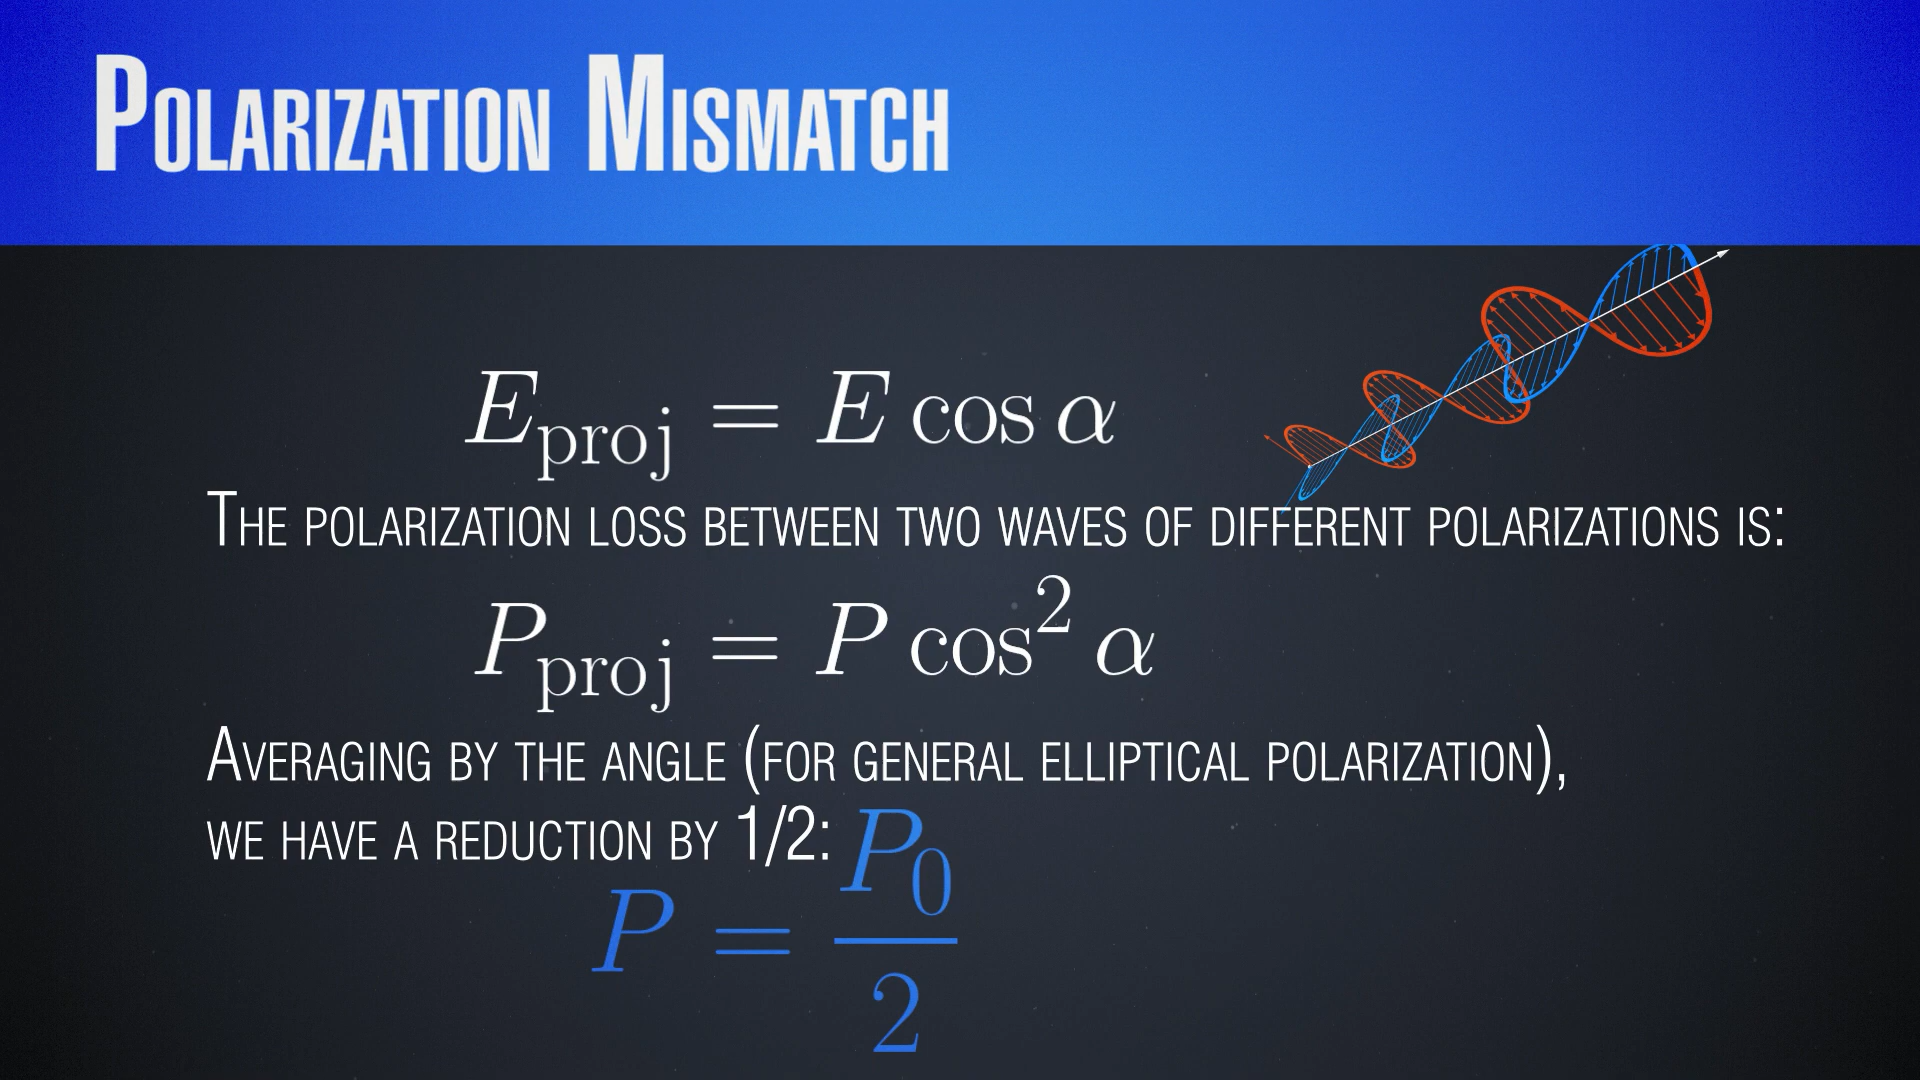 Polarization Mismatch
E_proj = E cos α
The polarization loss between two waves of different polarizations is:
P_proj = P cos² α
Averaging by the angle (for general elliptical polarization),
we have a reduction by 1/2:
P = P₀/2